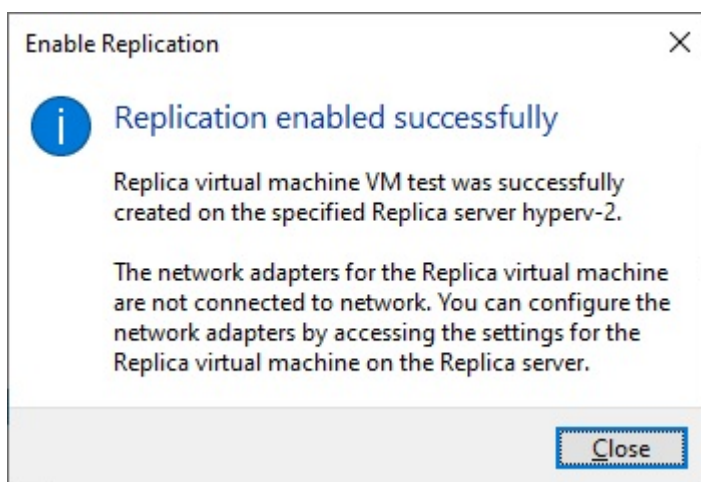 Enable Replication
Replication enabled successfully
Replica virtual machine VM test was successfully
created on the specified Replica server hyperv-2.
The network adapters for the Replica virtual machine
are not connected to network. You can configure the
network adapters by accessing the settings for the
Replica virtual machine on the Replica server.
Close